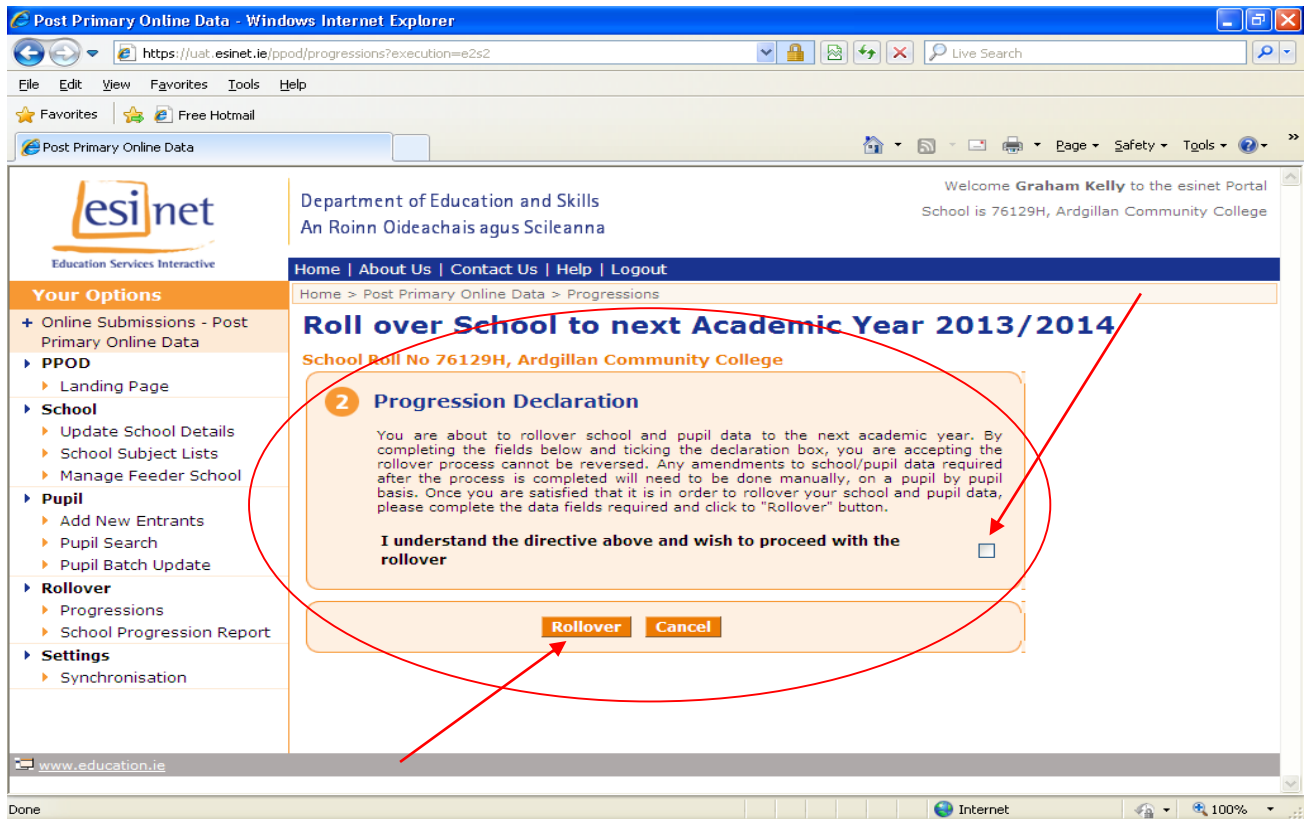 Post Primary Online Data - Windows Internet Explorer
https://uat.esinet.ie/ppod/progressions?execution=e2s2
Live Search
File Edit View Favorites Tools Help
Favorites Free Hotmail
Post Primary Online Data
Page Safety Tools »
esinet
Education Services Interactive
Department of Education and Skills
An Roinn Oideachais agus Scileanna
Welcome Graham Kelly to the esinet Portal
School is 76129H, Ardgillan Community College
Home | About Us | Contact Us | Help | Logout
Your Options
+ Online Submissions - Post
Primary Online Data
PPOD
Landing Page
School
Update School Details
School Subject Lists
Manage Feeder School
Pupil
Add New Entrants
Pupil Search
Pupil Batch Update
Rollover
Progressions
School Progression Report
Settings
Synchronisation
Home > Post Primary Online Data > Progressions
Roll over School to next Academic Year 2013/2014
School Roll No 76129H, Ardgillan Community College
2 Progression Declaration
You are about to rollover school and pupil data to the next academic year. By
completing the fields below and ticking the declaration box, you are accepting the
rollover process cannot be reversed. Any amendments to school/pupil data required
after the process is completed will need to be done manually, on a pupil by pupil
basis. Once you are satisfied that it is in order to rollover your school and pupil data,
please complete the data fields required and click to "Rollover" button.
I understand the directive above and wish to proceed with the
rollover
Rollover Cancel
www.education.ie
Done Internet 100%